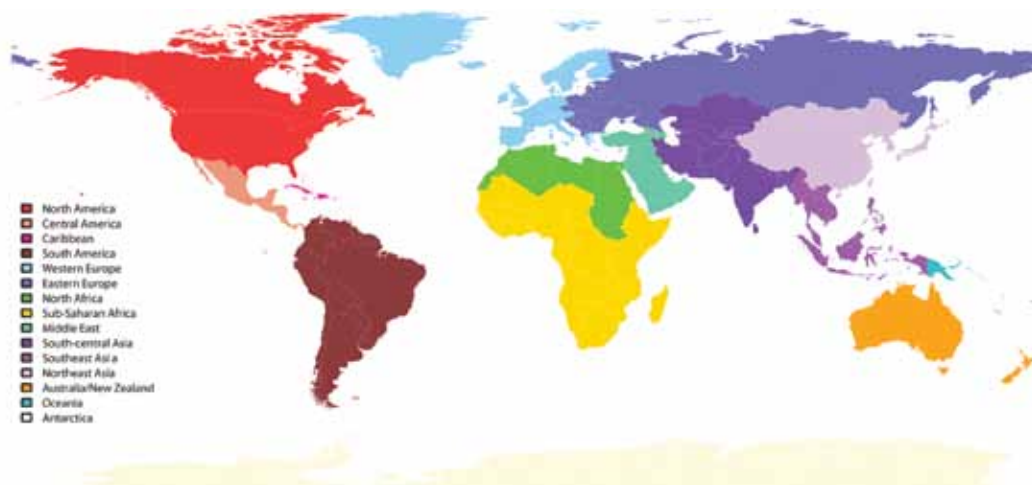 North America
Central America
Caribbean
South America
Western Europe
Eastern Europe
North Africa
Sub-Saharan Africa
Middle East
South-central Asia
Southeast Asia
Northeast Asia
Australia/New Zealand
Oceania
Antarctica